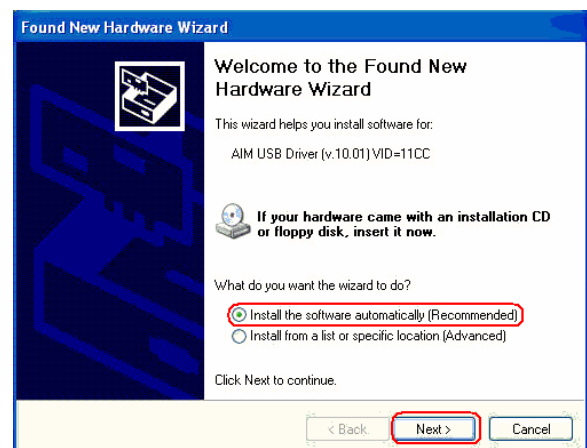 Found New Hardware Wizard
Welcome to the Found New
Hardware Wizard
This wizard helps you install software for:
AIM USB Driver (v.10.01) VID=11CC
If your hardware came with an installation CD
or floppy disk, insert it now.
What do you want the wizard to do?
Install the software automatically (Recommended)
Install from a list or specific location (Advanced)
Click Next to continue.
< Back
Next >
Cancel